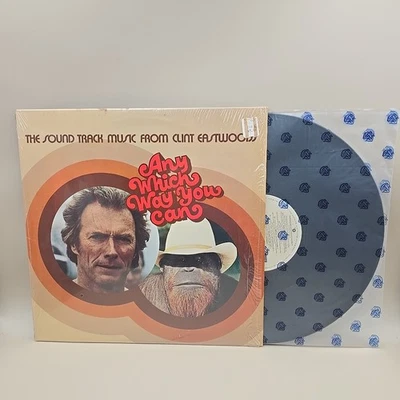 THE SOUND TRACK MUSIC FROM CLINT EASTWOOD'S
Any
Which
Way You
Can